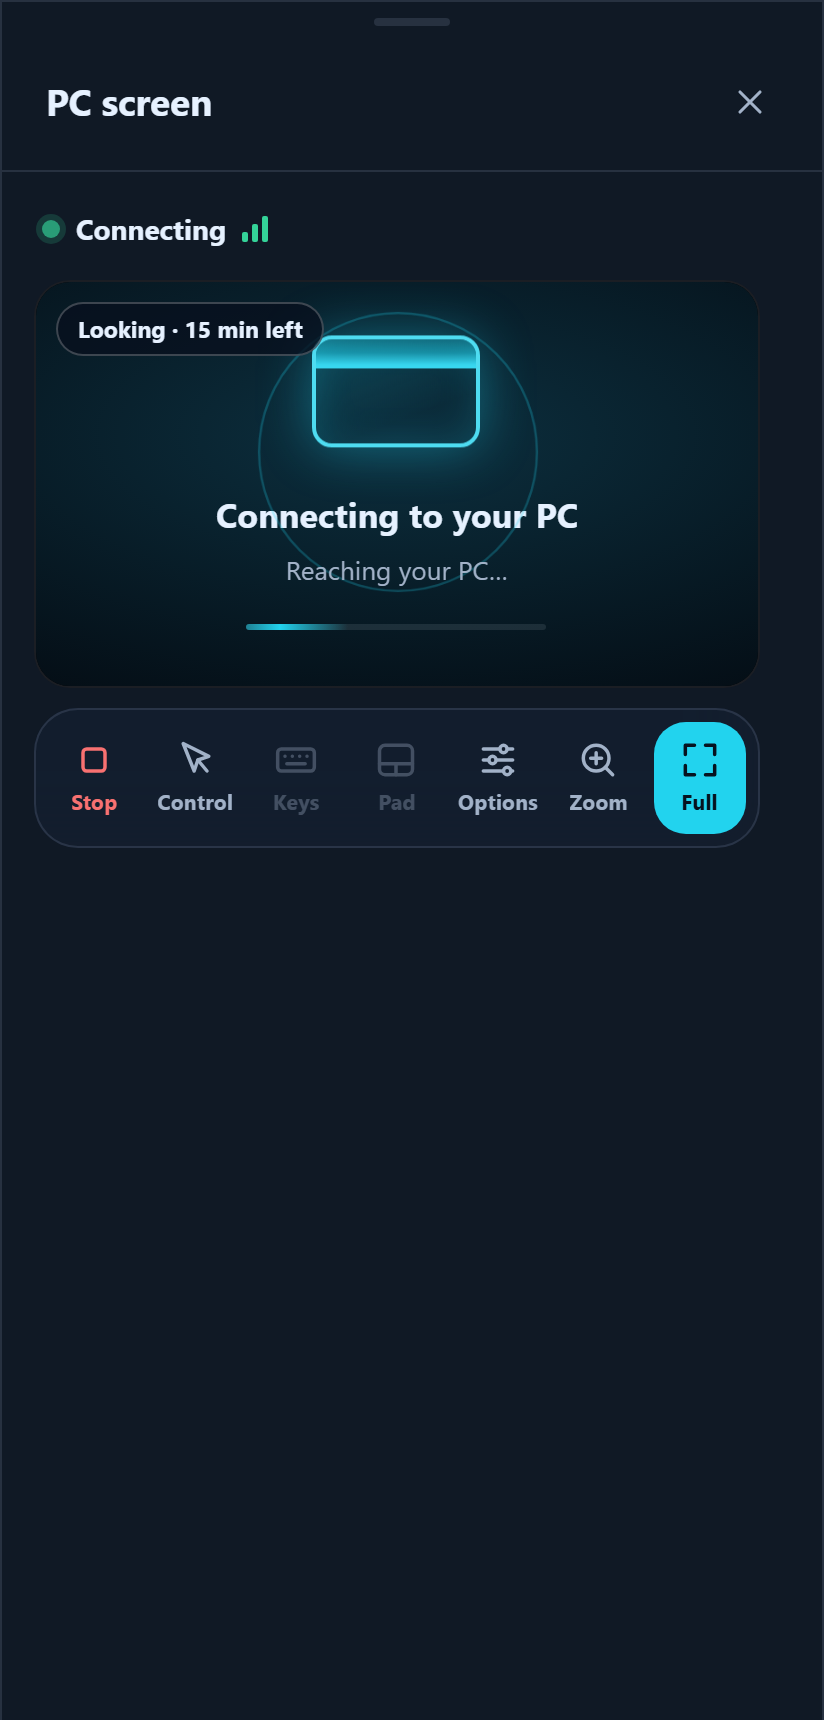 PC screen
Connecting
Looking · 15 min left
Connecting to your PC
Reaching your PC...
Stop Control Keys Pad Options Zoom Full